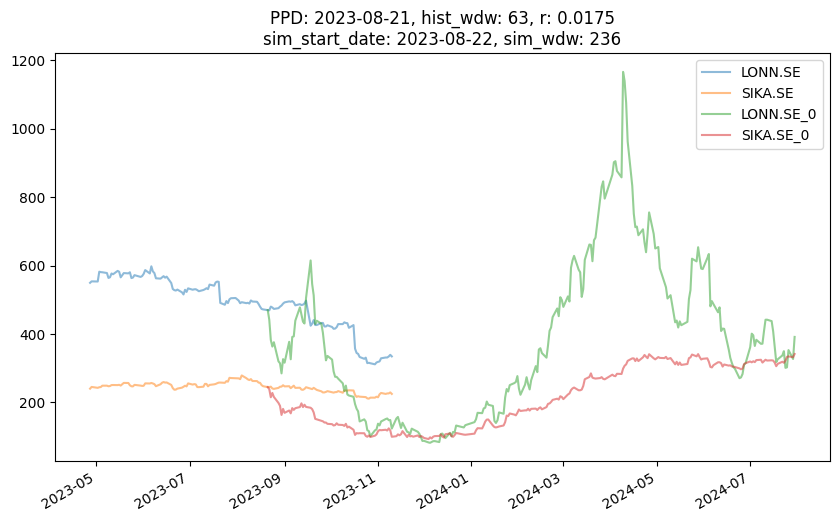 PPD: 2023-08-21, hist_wdw: 63, r: 0.0175
sim_start_date: 2023-08-22, sim_wdw: 236
LONN.SE
SIKA.SE
LONN.SE_0
SIKA.SE_0
1200
1000
800
600
400
200
2023-05
2023-07
2023-09
2023-11
2024-01
2024-03
2024-05
2024-07